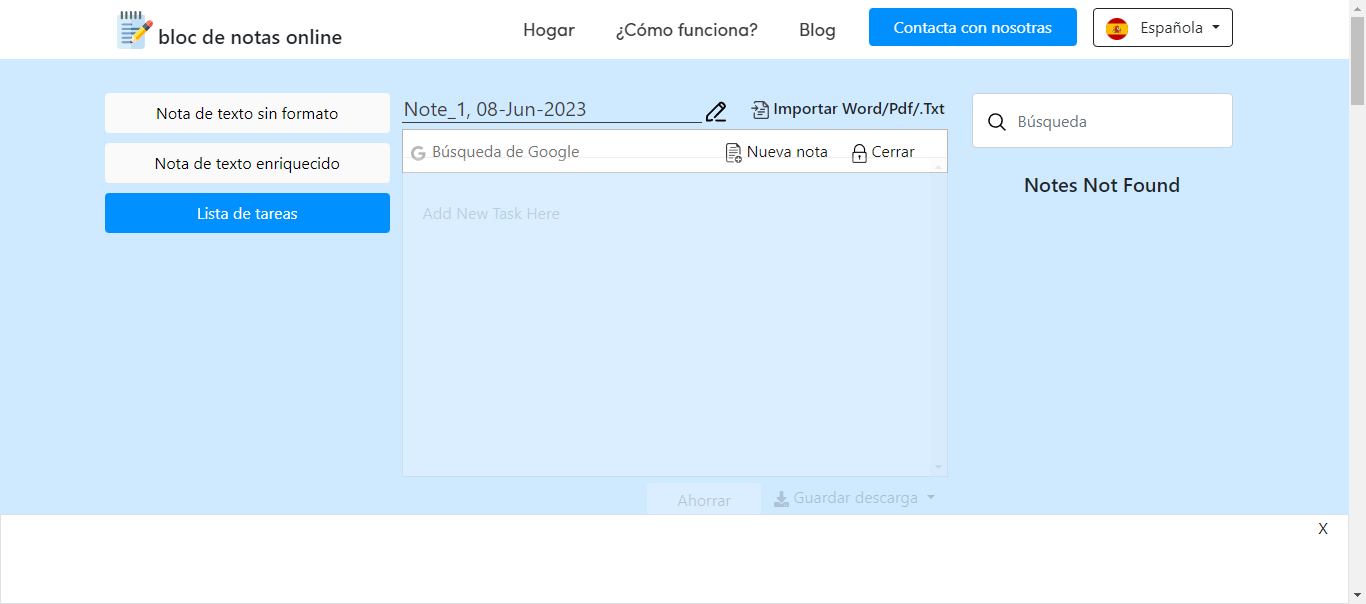 bloc de notas online
Hogar
¿Cómo funciona?
Blog
Contacta con nosotras
Española
Nota de texto sin formato
Nota de texto enriquecido
Lista de tareas
Note_1, 08-Jun-2023
Importar Word/Pdf/.Txt
Búsqueda de Google
Nueva nota
Cerrar
Add New Task Here
Ahorrar
Guardar descarga
Búsqueda
Notes Not Found
X